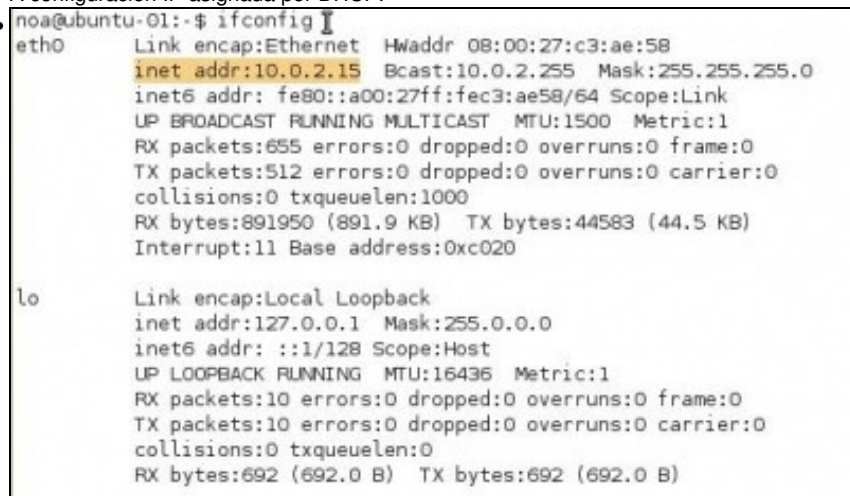 noa@ubuntu-01:~$ ifconfig
eth0 Link encap:Ethernet HWaddr 08:00:27:c3:ae:58
inet addr:10.0.2.15 Bcast:10.0.2.255 Mask:255.255.255.0
inet6 addr: fe80::a00:27ff:fec3:ae58/64 Scope:Link
UP BROADCAST RUNNING MULTICAST MTU:1500 Metric:1
RX packets:655 errors:0 dropped:0 overruns:0 frame:0
TX packets:512 errors:0 dropped:0 overruns:0 carrier:0
collisions:0 txqueuelen:1000
RX bytes:891950 (891.9 KB) TX bytes:44583 (44.5 KB)
Interrupt:11 Base address:0xc020
lo Link encap:Local Loopback
inet addr:127.0.0.1 Mask:255.0.0.0
inet6 addr: ::1/128 Scope:Host
UP LOOPBACK RUNNING MTU:16436 Metric:1
RX packets:10 errors:0 dropped:0 overruns:0 frame:0
TX packets:10 errors:0 dropped:0 overruns:0 carrier:0
collisions:0 txqueuelen:0
RX bytes:692 (692.0 B) TX bytes:692 (692.0 B)